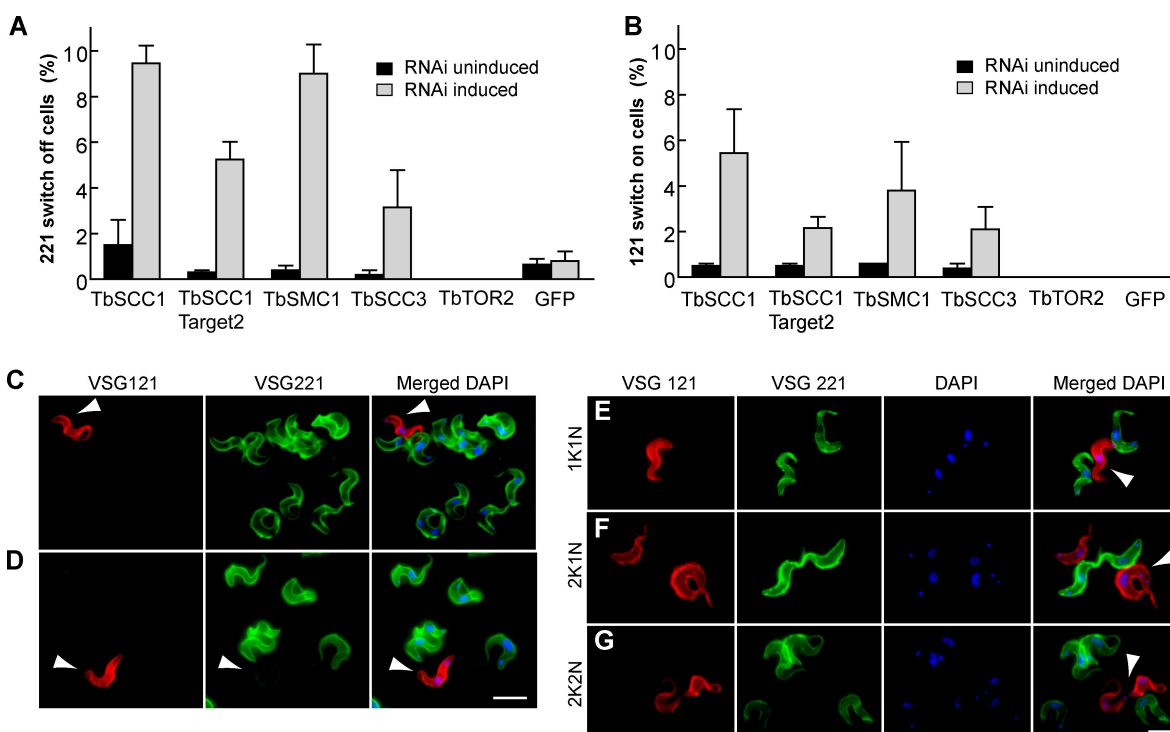 A
221 switch off cells (%)
10
8
6
4
2
0
RNAi uninduced
RNAi induced
TbSCC1
TbSCC1 Target2
TbSMC1
TbSCC3
TbTOR2
GFP
B
121 switch on cells (%)
10
8
6
4
2
0
RNAi uninduced
RNAi induced
TbSCC1
TbSCC1 Target2
TbSMC1
TbSCC3
TbTOR2
GFP
C
VSG121
VSG221
Merged DAPI
D
VSG 121
VSG 221
DAPI
Merged DAPI
E
1K1N
F
2K1N
G
2K2N